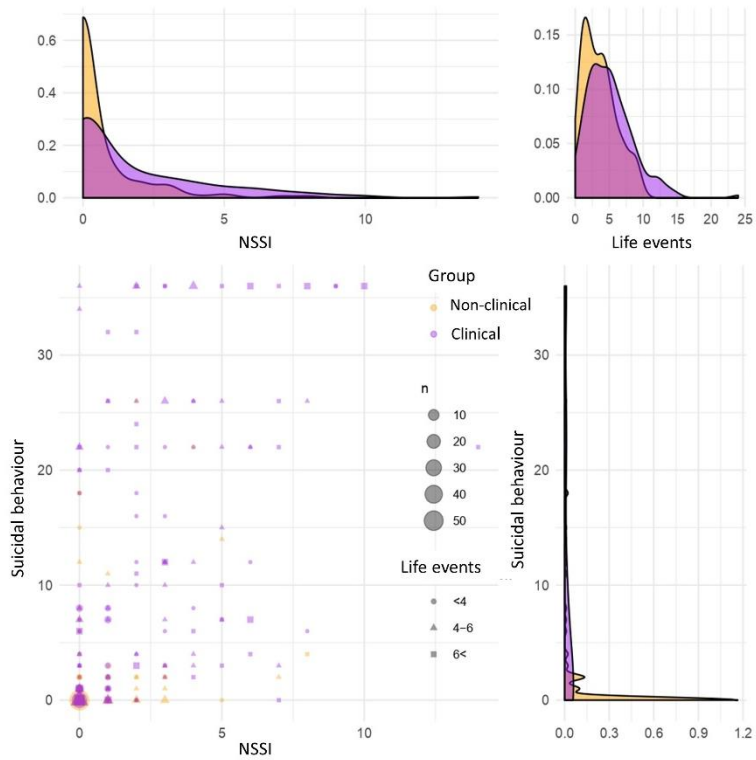 0.6
0.4
0.2
0.0
0 5 10
NSSI
0.15
0.10
0.05
0.00
0 5 10 15 20 25
Life events
Suicidal behaviour
30
20
10
0
0 5 10
NSSI
Group
Non-clinical
Clinical
n
10
20
30
40
50
Life events
<4
4–6
6<
Suicidal behaviour
30
20
10
0
0.0 0.3 0.6 0.9 1.2